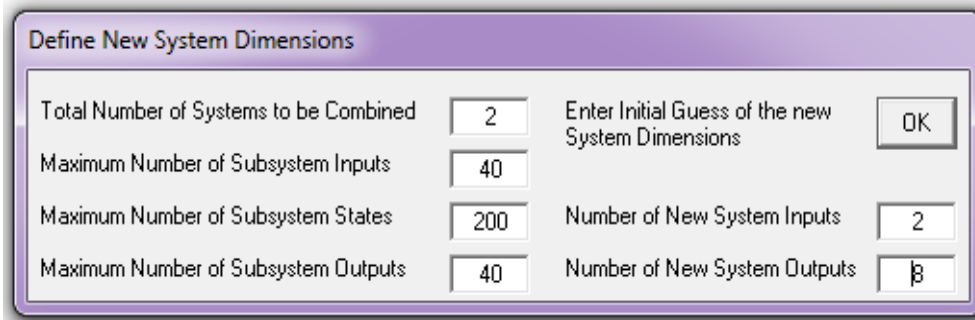 Define New System Dimensions
Total Number of Systems to be Combined 2
Enter Initial Guess of the new
System Dimensions
OK
Maximum Number of Subsystem Inputs 40
Maximum Number of Subsystem States 200
Number of New System Inputs 2
Maximum Number of Subsystem Outputs 40
Number of New System Outputs 8